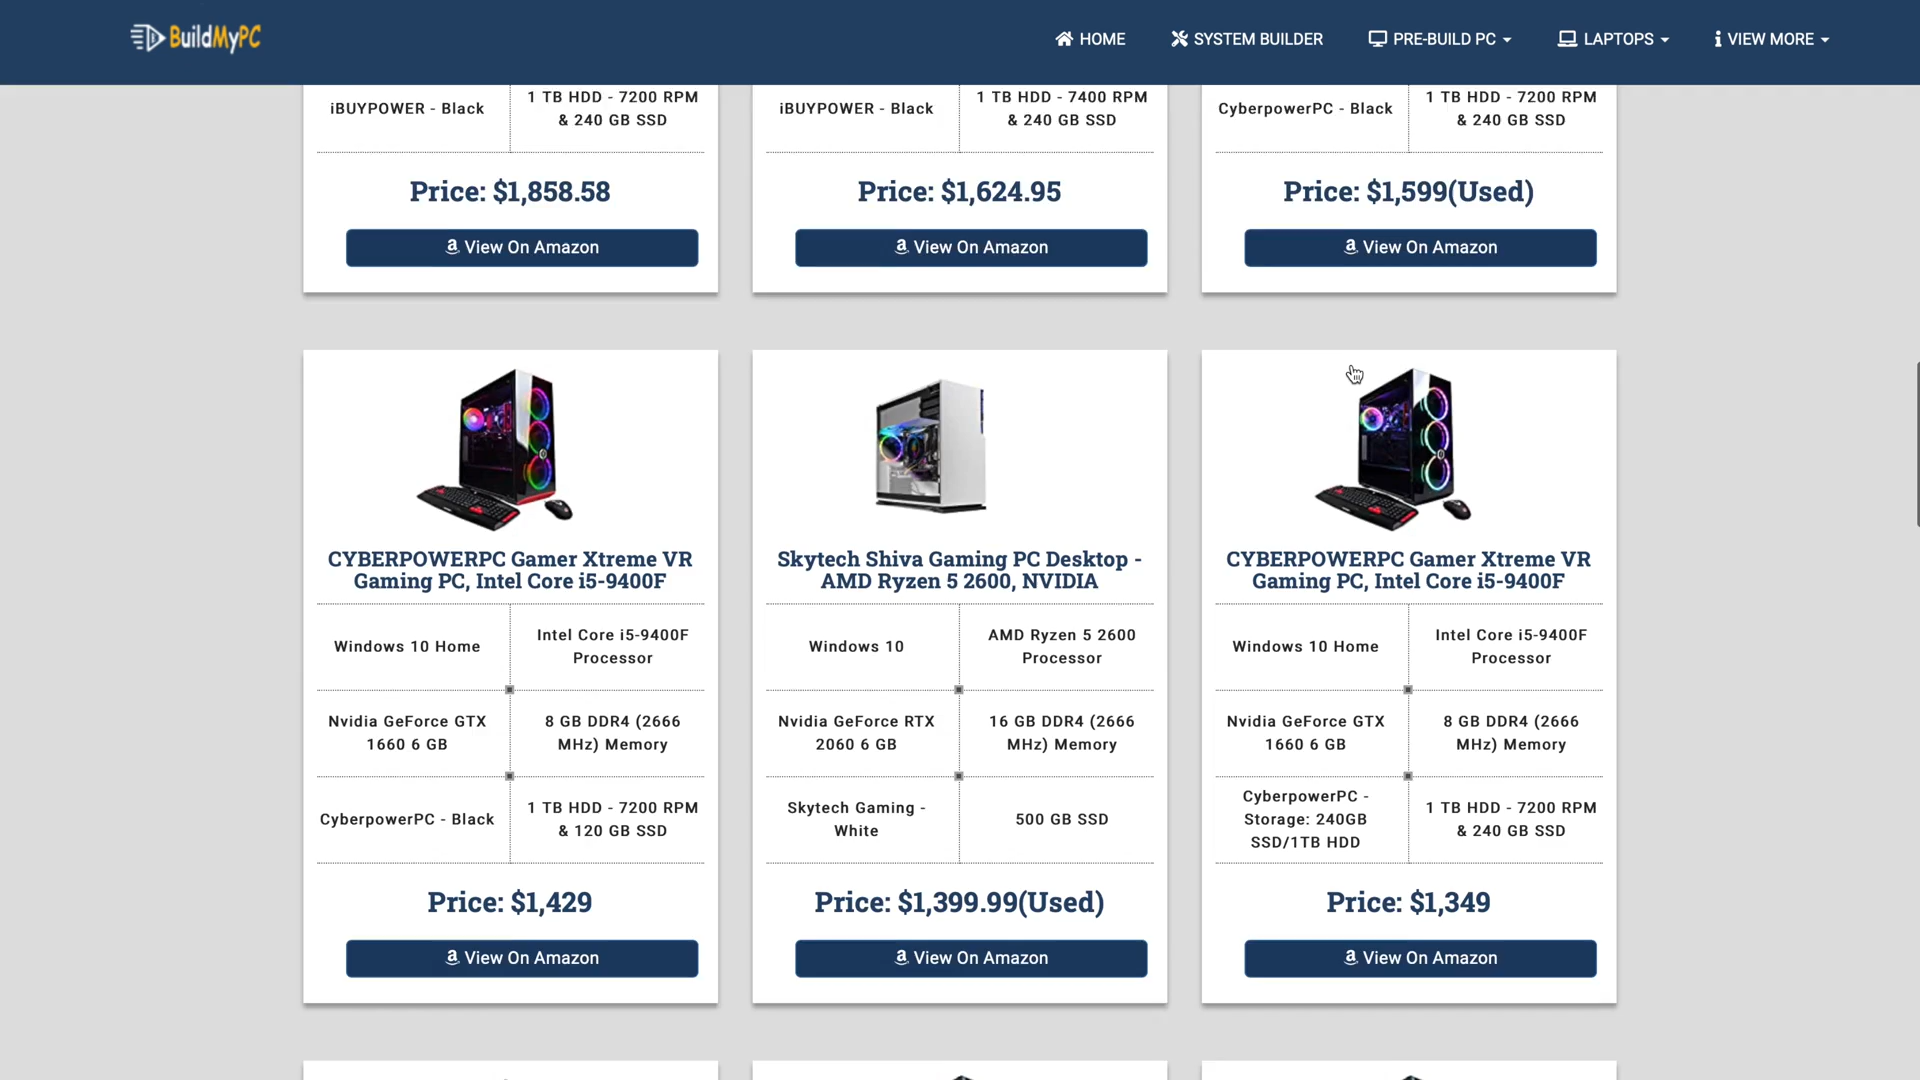 BuildMyPC
HOME
SYSTEM BUILDER
PRE-BUILD PC
LAPTOPS
VIEW MORE
iBUYPOWER - Black
1 TB HDD - 7200 RPM
& 240 GB SSD
Price: $1,858.58
View On Amazon
iBUYPOWER - Black
1 TB HDD - 7400 RPM
& 240 GB SSD
Price: $1,624.95
View On Amazon
CyberpowerPC - Black
1 TB HDD - 7200 RPM
& 240 GB SSD
Price: $1,599(Used)
View On Amazon
CYBERPOWERPC Gamer Xtreme VR
Gaming PC, Intel Core i5-9400F
Windows 10 Home
Intel Core i5-9400F
Processor
Nvidia GeForce GTX
1660 6 GB
8 GB DDR4 (2666
MHz) Memory
CyberpowerPC - Black
1 TB HDD - 7200 RPM
& 120 GB SSD
Price: $1,429
View On Amazon
Skytech Shiva Gaming PC Desktop -
AMD Ryzen 5 2600, NVIDIA
Windows 10
AMD Ryzen 5 2600
Processor
Nvidia GeForce RTX
2060 6 GB
16 GB DDR4 (2666
MHz) Memory
Skytech Gaming -
White
500 GB SSD
Price: $1,399.99(Used)
View On Amazon
CYBERPOWERPC Gamer Xtreme VR
Gaming PC, Intel Core i5-9400F
Windows 10 Home
Intel Core i5-9400F
Processor
Nvidia GeForce GTX
1660 6 GB
8 GB DDR4 (2666
MHz) Memory
CyberpowerPC -
Storage: 240GB
SSD/1TB HDD
1 TB HDD - 7200 RPM
& 240 GB SSD
Price: $1,349
View On Amazon